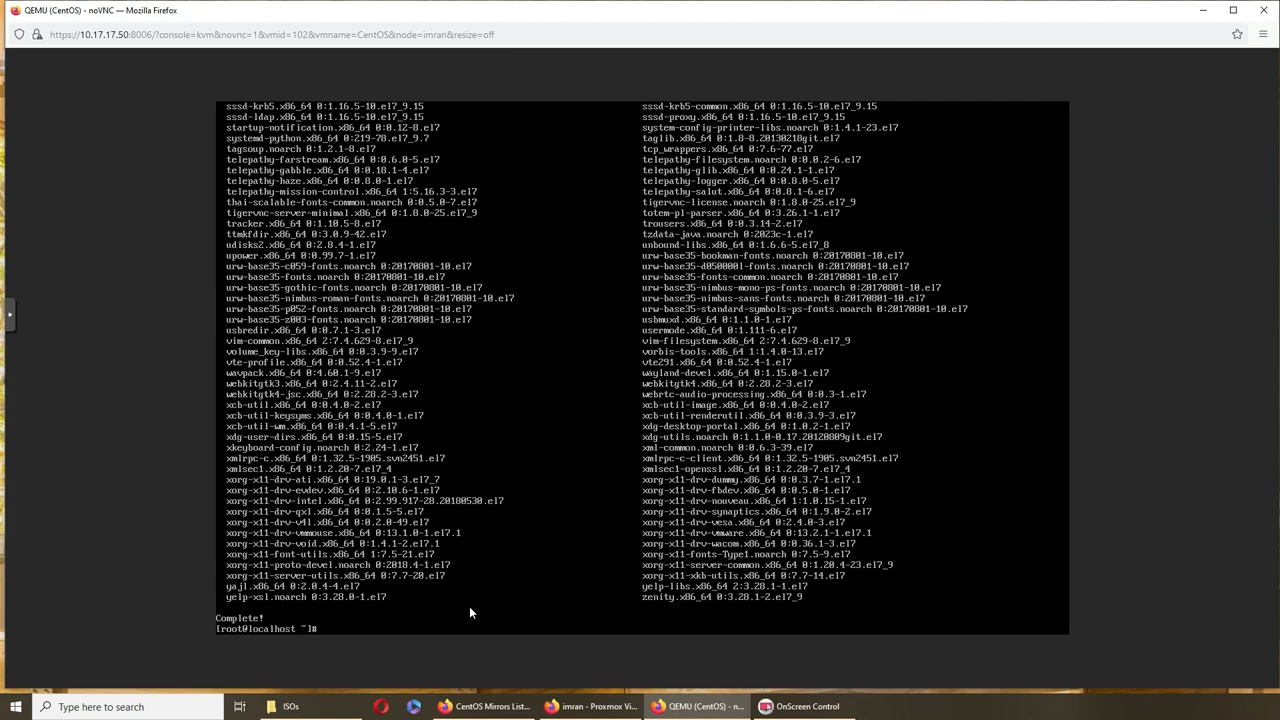 QEMU (CentOS) - noVNC — Mozilla Firefox
https://10.17.17.50:8006/?console=kvm&novnc=1&vmid=102&vmname=CentOS&node=imran&resize=off
sssd-krb5.x86_64 0:1.16.5-10.el7_9.15 sssd-krb5-common.x86_64 0:1.16.5-10.el7_9.15
sssd-ldap.x86_64 0:1.16.5-10.el7_9.15 sssd-proxy.x86_64 0:1.16.5-10.el7_9.15
startup-notification.x86_64 0:0.12-8.el7 system-config-printer-libs.noarch 0:1.4.1-23.el7
systemd-python.x86_64 0:219-78.el7_9.7 taglib.x86_64 0:1.8-8.20130218git.el7
tagsoup.noarch 0:1.2.1-8.el7 tcp_wrappers.x86_64 0:7.6-77.el7
telepathy-farstream.x86_64 0:0.6.0-5.el7 telepathy-filesystem.noarch 0:0.0.2-6.el7
telepathy-gabble.x86_64 0:0.18.1-4.el7 telepathy-glib.x86_64 0:0.24.1-1.el7
telepathy-haze.x86_64 0:0.8.0-1.el7 telepathy-logger.x86_64 0:0.8.0-5.el7
telepathy-mission-control.x86_64 1:5.16.3-3.el7 telepathy-salut.x86_64 0:0.8.1-6.el7
thai-scalable-fonts-common.noarch 0:0.5.0-7.el7 tigervnc-license.noarch 0:1.8.0-25.el7_9
tigervnc-server-minimal.x86_64 0:1.8.0-25.el7_9 totem-pl-parser.x86_64 0:3.26.1-1.el7
tracker.x86_64 0:1.10.5-8.el7 trousers.x86_64 0:0.3.14-2.el7
ttmkfdir.x86_64 0:3.0.9-42.el7 tzdata-java.noarch 0:2023c-1.el7
udisks2.x86_64 0:2.8.4-1.el7 unbound-libs.x86_64 0:1.6.6-5.el7_8
upower.x86_64 0:0.99.7-1.el7 urw-base35-bookman-fonts.noarch 0:20170801-10.el7
urw-base35-c059-fonts.noarch 0:20170801-10.el7 urw-base35-d050000l-fonts.noarch 0:20170801-10.el7
urw-base35-fonts.noarch 0:20170801-10.el7 urw-base35-fonts-common.noarch 0:20170801-10.el7
urw-base35-gothic-fonts.noarch 0:20170801-10.el7 urw-base35-nimbus-mono-ps-fonts.noarch 0:20170801-10.el7
urw-base35-nimbus-roman-fonts.noarch 0:20170801-10.el7 urw-base35-nimbus-sans-fonts.noarch 0:20170801-10.el7
urw-base35-p052-fonts.noarch 0:20170801-10.el7 urw-base35-standard-symbols-ps-fonts.noarch 0:20170801-10.el7
urw-base35-z003-fonts.noarch 0:20170801-10.el7 usbmuxd.x86_64 0:1.1.0-1.el7
usbredir.x86_64 0:0.7.1-3.el7 usermode.x86_64 0:1.111-6.el7
vim-common.x86_64 2:7.4.629-8.el7_9 vim-filesystem.x86_64 2:7.4.629-8.el7_9
volume_key-libs.x86_64 0:0.3.9-9.el7 vorbis-tools.x86_64 1:1.4.0-13.el7
vte-profile.x86_64 0:0.52.4-1.el7 vte291.x86_64 0:0.52.4-1.el7
wavpack.x86_64 0:4.60.1-9.el7 wayland-devel.x86_64 0:1.15.0-1.el7
webkitgtk3.x86_64 0:2.4.11-2.el7 webkitgtk4.x86_64 0:2.28.2-3.el7
webkitgtk4-jsc.x86_64 0:2.28.2-3.el7 webrtc-audio-processing.x86_64 0:0.3-1.el7
xcb-util.x86_64 0:0.4.0-2.el7 xcb-util-image.x86_64 0:0.4.0-2.el7
xcb-util-keysyms.x86_64 0:0.4.0-1.el7 xcb-util-renderutil.x86_64 0:0.3.9-3.el7
xcb-util-wm.x86_64 0:0.4.1-5.el7 xdg-desktop-portal.x86_64 0:1.0.2-1.el7
xdg-user-dirs.x86_64 0:0.15-5.el7 xdg-utils.noarch 0:1.1.0-0.17.20120809git.el7
xkeyboard-config.noarch 0:2.24-1.el7 xml-common.noarch 0:0.6.3-39.el7
xmlrpc-c.x86_64 0:1.32.5-1905.svn2451.el7 xmlrpc-c-client.x86_64 0:1.32.5-1905.svn2451.el7
xmlsec1.x86_64 0:1.2.20-7.el7_4 xmlsec1-openssl.x86_64 0:1.2.20-7.el7_4
xorg-x11-drv-ati.x86_64 0:19.0.1-3.el7_7 xorg-x11-drv-dummy.x86_64 0:0.3.7-1.el7.1
xorg-x11-drv-evdev.x86_64 0:2.10.6-1.el7 xorg-x11-drv-fbdev.x86_64 0:0.5.0-1.el7
xorg-x11-drv-intel.x86_64 0:2.99.917-28.20180530.el7 xorg-x11-drv-nouveau.x86_64 1:1.0.15-1.el7
xorg-x11-drv-qxl.x86_64 0:0.1.5-5.el7 xorg-x11-drv-synaptics.x86_64 0:1.9.0-2.el7
xorg-x11-drv-v4l.x86_64 0:0.2.0-49.el7 xorg-x11-drv-vesa.x86_64 0:2.4.0-3.el7
xorg-x11-drv-vmmouse.x86_64 0:13.1.0-1.el7.1 xorg-x11-drv-vmware.x86_64 0:13.2.1-1.el7.1
xorg-x11-drv-void.x86_64 0:1.4.1-2.el7.1 xorg-x11-drv-wacom.x86_64 0:0.36.1-3.el7
xorg-x11-font-utils.x86_64 1:7.5-21.el7 xorg-x11-fonts-Type1.noarch 0:7.5-9.el7
xorg-x11-proto-devel.noarch 0:2018.4-1.el7 xorg-x11-server-common.x86_64 0:1.20.4-23.el7_9
xorg-x11-server-utils.x86_64 0:7.7-20.el7 xorg-x11-xkb-utils.x86_64 0:7.7-14.el7
yajl.x86_64 0:2.0.4-4.el7 yelp-libs.x86_64 2:3.28.1-1.el7
yelp-xsl.noarch 0:3.28.0-1.el7 zenity.x86_64 0:3.28.1-2.el7_9
Complete!
[root@localhost ~]#
Type here to search ISOs CentOS Mirrors List... imran - Proxmox Vi... QEMU (CentOS) - n... OnScreen Control